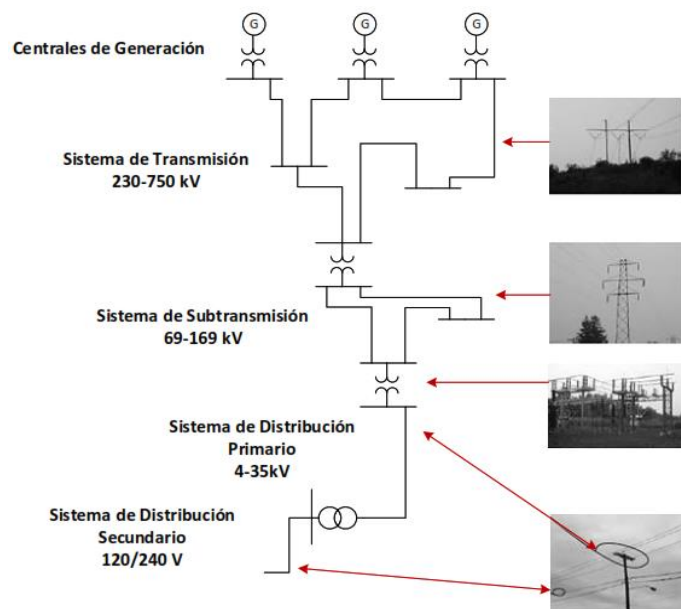 G G G
Centrales de Generación
Sistema de Transmisión
230-750 kV
Sistema de Subtransmisión
69-169 kV
Sistema de Distribución
Primario
4-35kV
Sistema de Distribución
Secundario
120/240 V